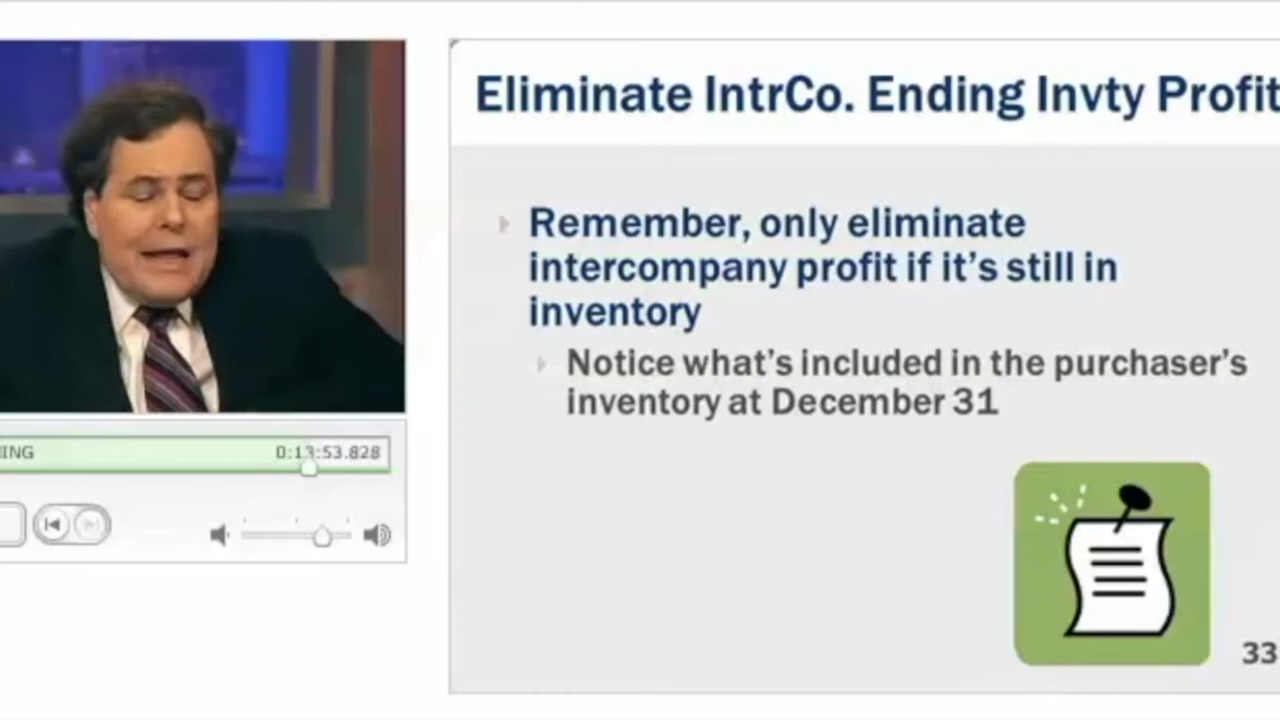 Eliminate IntrCo. Ending Invty Profit
Remember, only eliminate
intercompany profit if it's still in
inventory
Notice what's included in the purchaser's
inventory at December 31
0:13:53.828
33